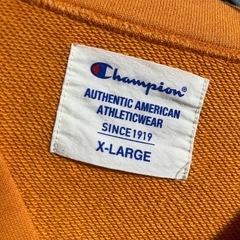 Champion
AUTHENTIC AMERICAN
ATHLETICWEAR
SINCE 1919
X-LARGE